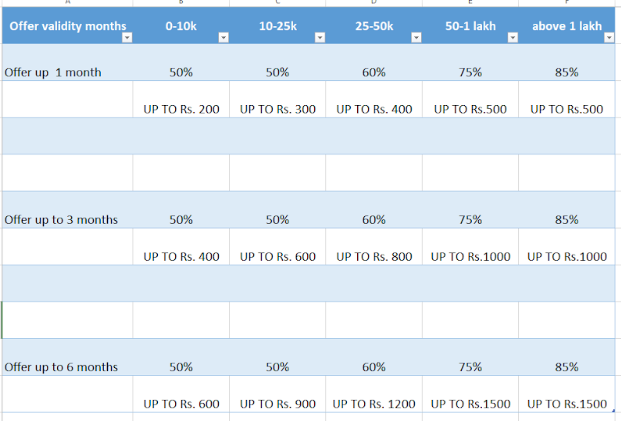 Offer validity months 0-10k 10-25k 25-50k 50-1 lakh above 1 lakh
Offer up  1 month 50% 50% 60% 75% 85%
UP TO Rs. 200 UP TO Rs. 300 UP TO Rs. 400 UP TO Rs.500 UP TO Rs.500
Offer up to 3 months 50% 50% 60% 75% 85%
UP TO Rs. 400 UP TO Rs. 600 UP TO Rs. 800 UP TO Rs.1000 UP TO Rs.1000
Offer up to 6 months 50% 50% 60% 75% 85%
UP TO Rs. 600 UP TO Rs. 900 UP TO Rs. 1200 UP TO Rs.1500 UP TO Rs.1500